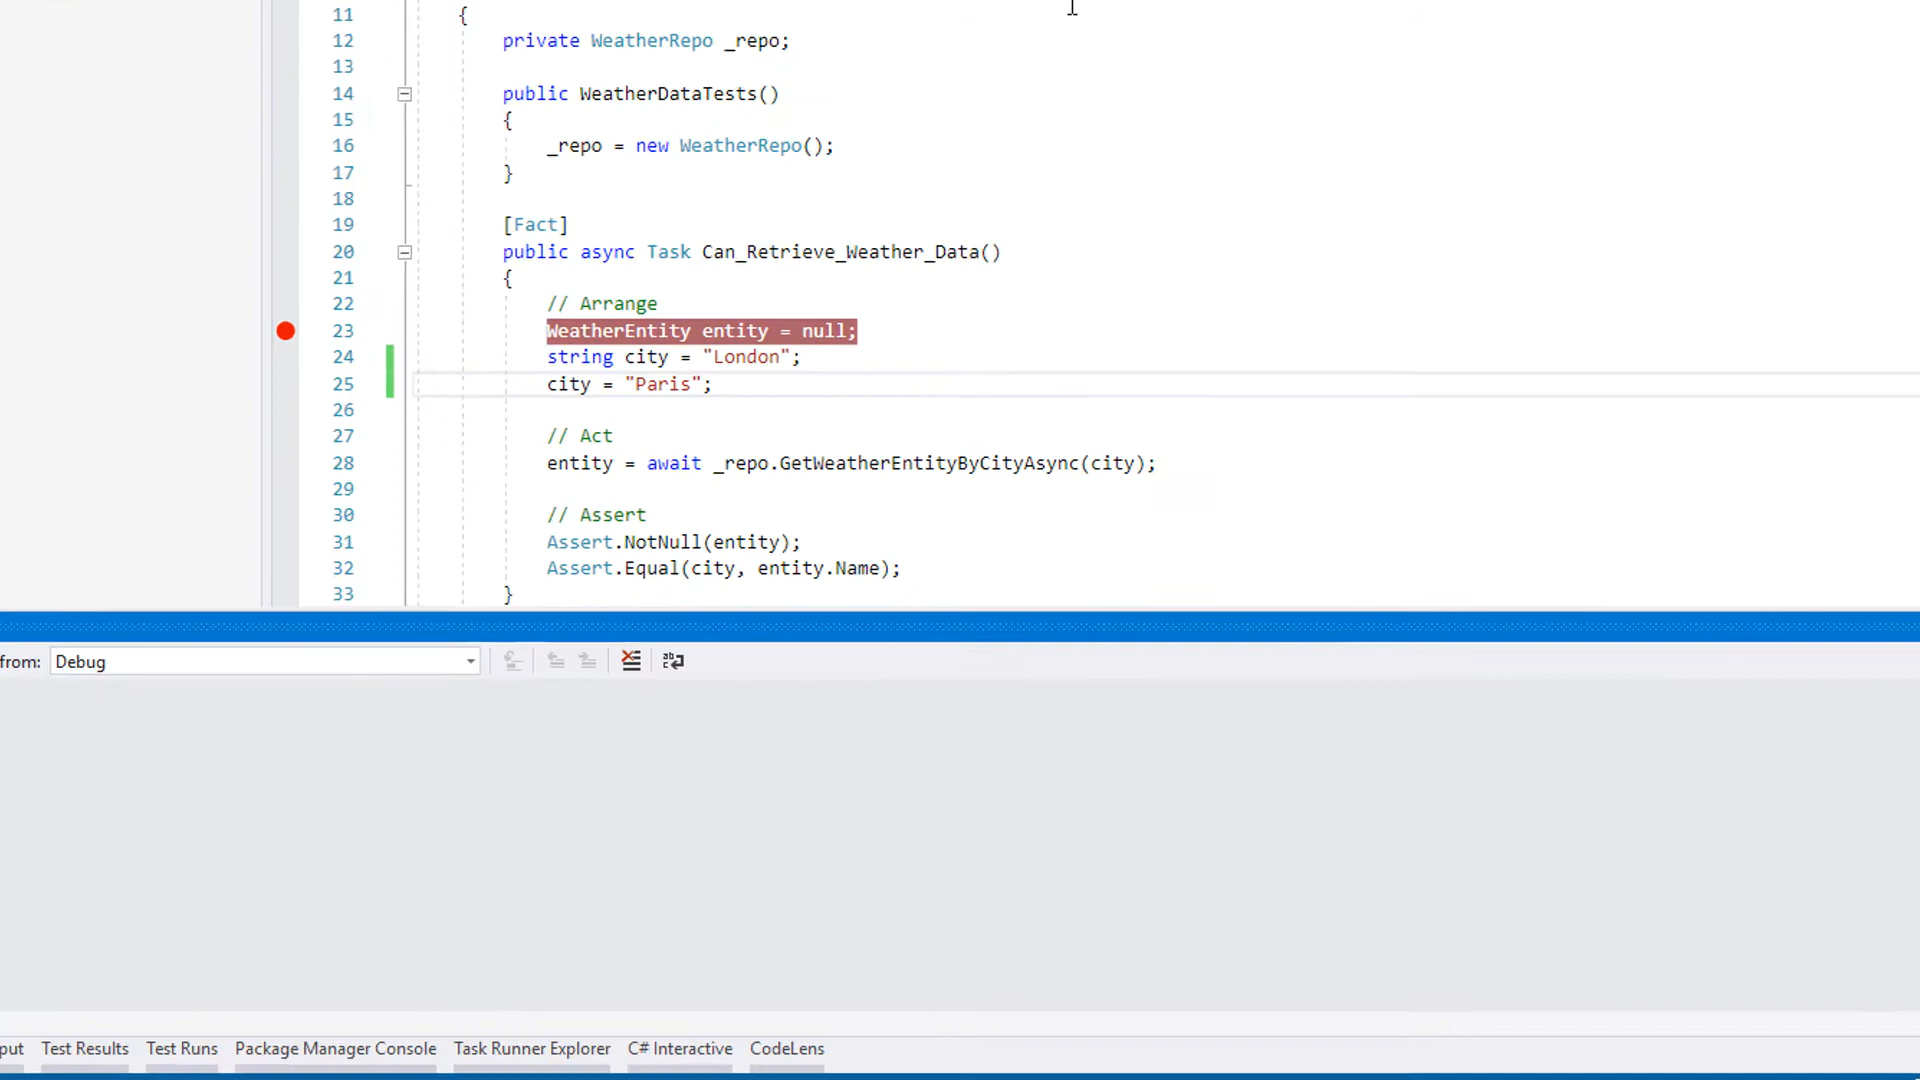 11 {
12 private WeatherRepo _repo;
13
14 public WeatherDataTests()
15 {
16 _repo = new WeatherRepo();
17 }
18
19 [Fact]
20 public async Task Can_Retrieve_Weather_Data()
21 {
22 // Arrange
23 WeatherEntity entity = null;
24 string city = "London";
25 city = "Paris";
26
27 // Act
28 entity = await _repo.GetWeatherEntityByCityAsync(city);
29
30 // Assert
31 Assert.NotNull(entity);
32 Assert.Equal(city, entity.Name);
33 }
from: Debug
put Test Results Test Runs Package Manager Console Task Runner Explorer C# Interactive CodeLens